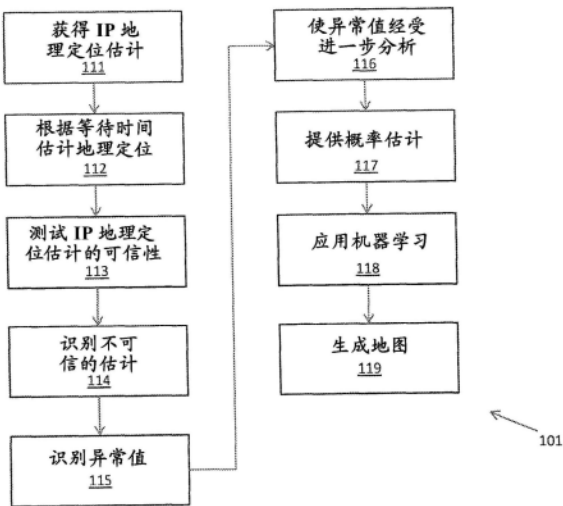 获得 IP 地
理定位估计
111
根据等待时间
估计地理定位
112
测试 IP 地理定
位估计的可信性
113
识别不可
信的估计
114
识别异常值
115
使异常值经受
进一步分析
116
提供概率估计
117
应用机器学习
118
生成地图
119
101